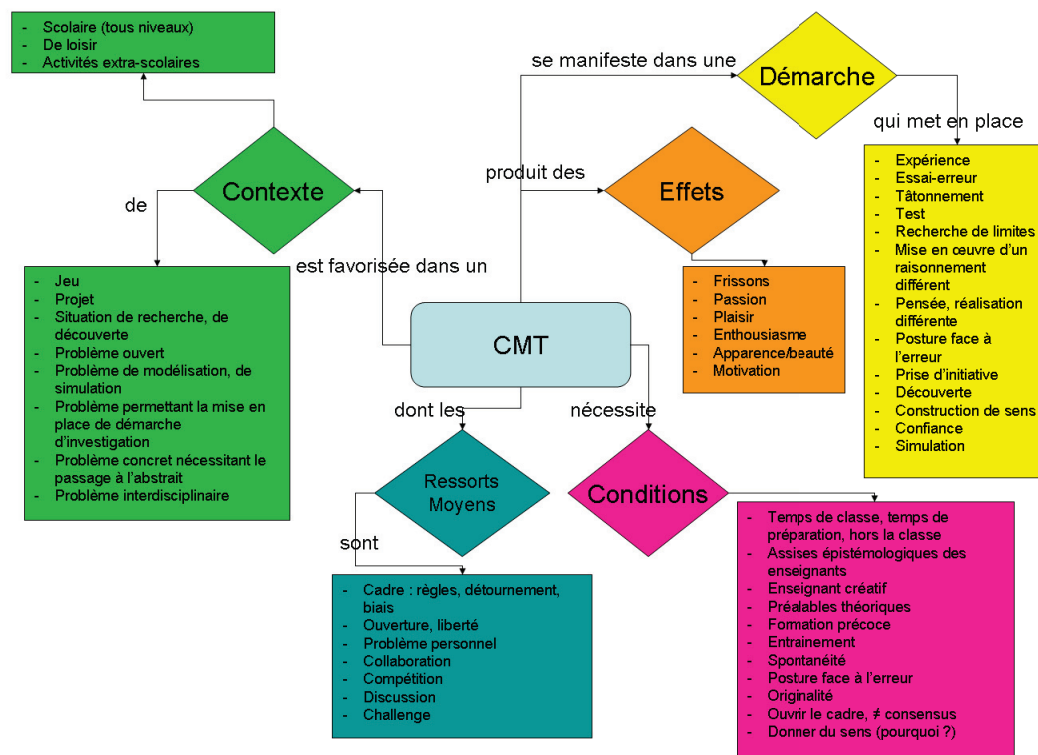 - Scolaire (tous niveaux)
- De loisir
- Activités extra-scolaires
se manifeste dans une
Démarche
qui met en place
- Expérience
- Essai-erreur
- Tâtonnement
- Test
- Recherche de limites
- Mise en œuvre d'un
raisonnement
différent
- Pensée, réalisation
différente
- Posture face à
l'erreur
- Prise d'initiative
- Découverte
- Construction de sens
- Confiance
- Simulation
produit des
Effets
- Frissons
- Passion
- Plaisir
- Enthousiasme
- Apparence/beauté
- Motivation
Contexte
de
est favorisée dans un
- Jeu
- Projet
- Situation de recherche, de
découverte
- Problème ouvert
- Problème de modélisation, de
simulation
- Problème permettant la mise en
place de démarche
d'investigation
- Problème concret nécessitant le
passage à l'abstrait
- Problème interdisciplinaire
CMT
dont les
Ressorts
Moyens
sont
- Cadre : règles, détournement,
biais
- Ouverture, liberté
- Problème personnel
- Collaboration
- Compétition
- Discussion
- Challenge
nécessite
Conditions
- Temps de classe, temps de
préparation, hors la classe
- Assises épistémologiques des
enseignants
- Enseignant créatif
- Préalables théoriques
- Formation précoce
- Entrainement
- Spontanéité
- Posture face à l'erreur
- Originalité
- Ouvrir le cadre, ≠ consensus
- Donner du sens (pourquoi ?)